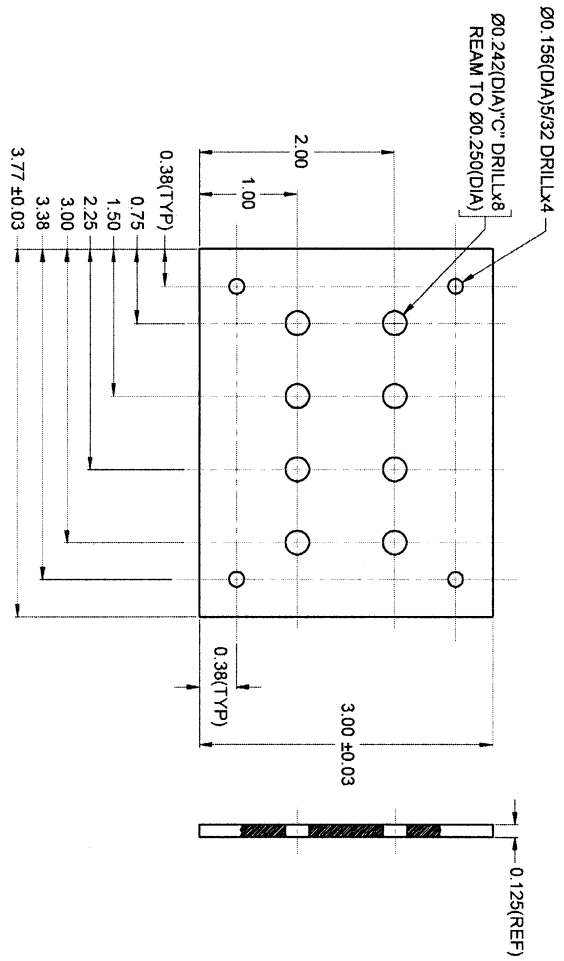 Ø0.156(DIA)5/32 DRILLx4
Ø0.242(DIA)"C" DRILLx8
REAM TO Ø0.250(DIA)
2.00
1.00
0.38(TYP)
0.75
1.50
2.25
3.00
3.38
3.77 ±0.03
0.38(TYP)
3.00 ±0.03
0.125(REF)